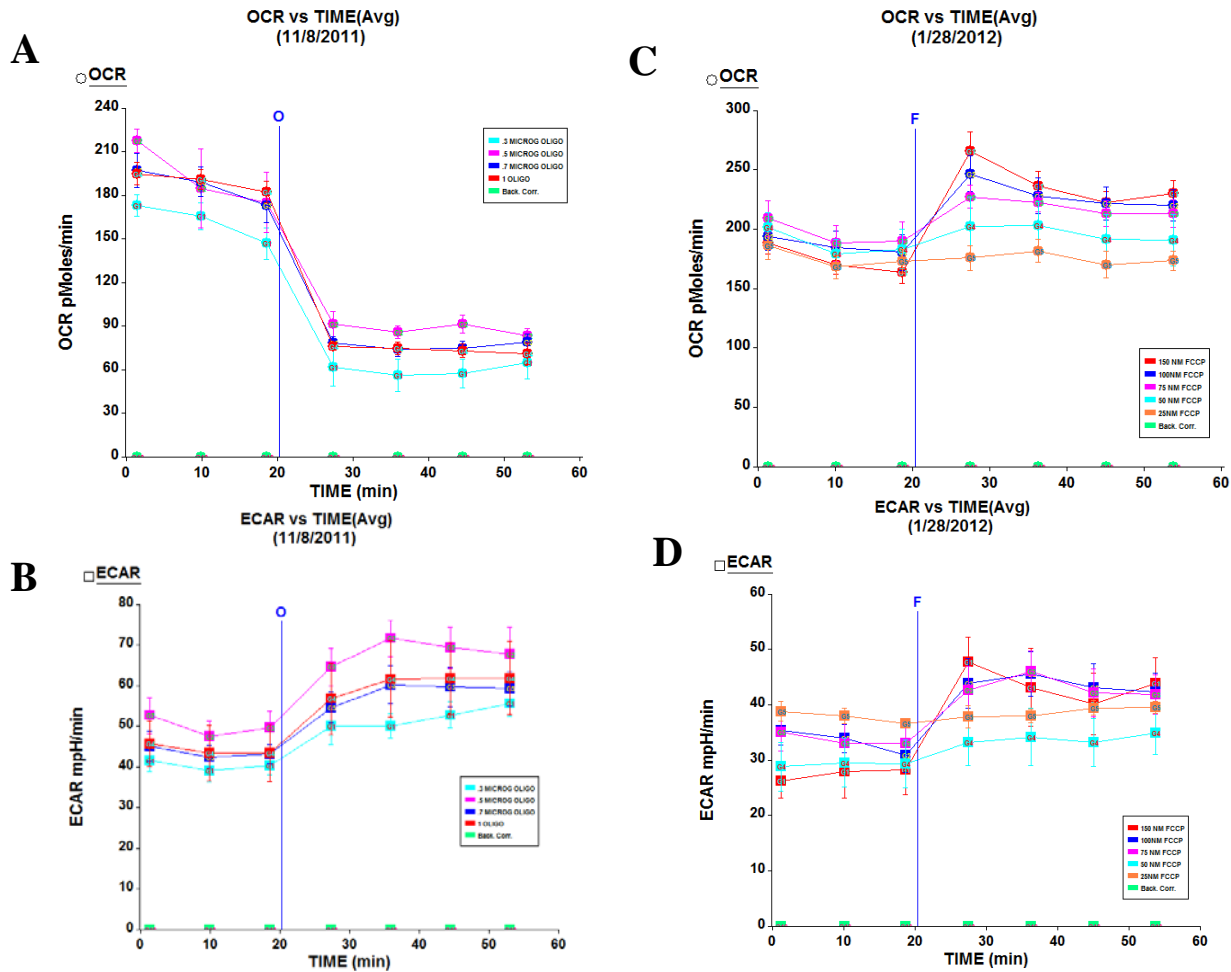 A
OCR vs TIME(Avg)
(11/8/2011)
OCR
240
210
180
150
120
90
60
30
0
OCR pMoles/min
O
.3 MICROG OLIGO
.5 MICROG OLIGO
.7 MICROG OLIGO
1 OLIGO
Back. Corr.
0 10 20 30 40 50 60
TIME (min)
B
ECAR vs TIME(Avg)
(11/8/2011)
ECAR
80
70
60
50
40
30
20
10
0
ECAR mpH/min
O
.3 MICROG OLIGO
.5 MICROG OLIGO
.7 MICROG OLIGO
1 OLIGO
Back. Corr.
0 10 20 30 40 50 60
TIME (min)
C
OCR vs TIME(Avg)
(1/28/2012)
OCR
300
250
200
150
100
50
0
OCR pMoles/min
F
150 NM FCCP
100NM FCCP
75 NM FCCP
50 NM FCCP
25NM FCCP
Back. Corr.
0 10 20 30 40 50 60
TIME (min)
D
ECAR vs TIME(Avg)
(1/28/2012)
ECAR
60
50
40
30
20
10
0
ECAR mpH/min
F
150 NM FCCP
100NM FCCP
75 NM FCCP
50 NM FCCP
25NM FCCP
Back. Corr.
0 10 20 30 40 50 60
TIME (min)